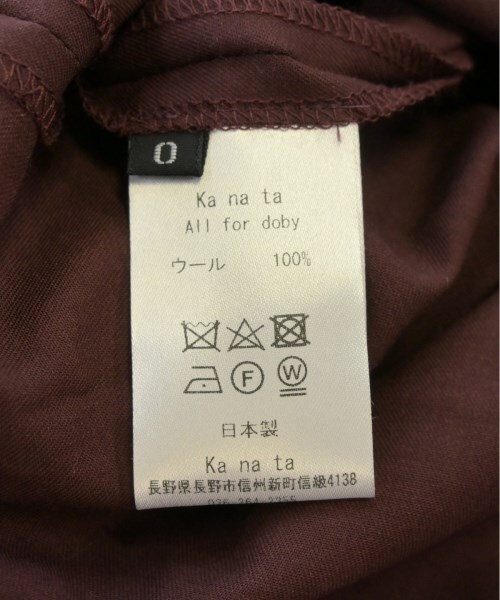 0
Ka na ta
All for doby
ウール 100%
F W
日本製
Ka na ta
長野県長野市信州新町信級4138